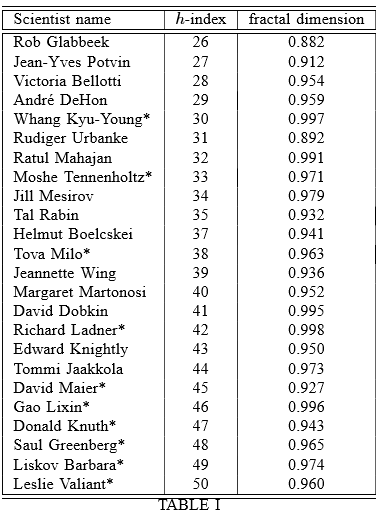 Scientist name h-index fractal dimension
Rob Glabbeek 26 0.882
Jean-Yves Potvin 27 0.912
Victoria Bellotti 28 0.954
André DeHon 29 0.959
Whang Kyu-Young* 30 0.997
Rudiger Urbanke 31 0.892
Ratul Mahajan 32 0.991
Moshe Tennenholtz* 33 0.971
Jill Mesirov 34 0.979
Tal Rabin 35 0.932
Helmut Boelcskei 37 0.941
Tova Milo* 38 0.963
Jeannette Wing 39 0.936
Margaret Martonosi 40 0.952
David Dobkin 41 0.995
Richard Ladner* 42 0.998
Edward Knightly 43 0.950
Tommi Jaakkola 44 0.973
David Maier* 45 0.927
Gao Lixin* 46 0.996
Donald Knuth* 47 0.943
Saul Greenberg* 48 0.965
Liskov Barbara* 49 0.974
Leslie Valiant* 50 0.960
TABLE I